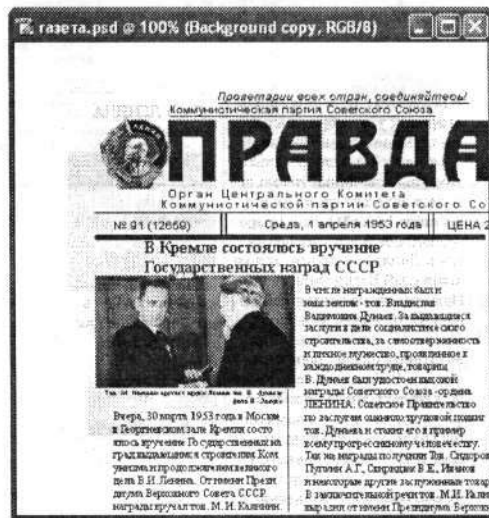 газета.psd @ 100% (Background copy, RGB/8)
Пролетарии всех стран, соединяйтесь!
Коммунистическая партия Советского Союза
ПРАВДА
Орган Центрального Комитета
Коммунистической партии Советского Со
№ 91 (12659)
Среда, 1 апреля 1953 года
ЦЕНА 2
В Кремле состоялось вручение
Государственных наград СССР
Вчера, 30 марта 1953 года в Москве
в Георгиевском зале Кремля состо
ялось вручение Государственных на
град выдающимся строителям Ком
унизма и продолжателям великого
дела В.И. Ленина. От имени Прези
диума Верховного Совета СССР
награды вручал тов. М.И. Калинин.
В числе награжденных был и
наш земляк - тов. Владислав
Вадимович Дунаев. За выдающиеся
заслуги в деле социалистического
строительства, за самоотверженность
и личное мужество, проявленное в
каждодневном труде, товарищ
В. Дунаев был удостоен высокой
награды Советского Союза - ордена
ЛЕНИНА. Советское Правительство
по заслугам оценило трудовой подвиг
тов. Дунаева и ставит его в пример
всему прогрессивному человечеству.
Так же награды получили Тов. Сидоров
Пугинин А.Г., Свиридов В.Е., Иванов
и некоторые другие заслуженные товар
В заключительной речи тов. М.И. Кали
выразил от имени Президиума Верховно